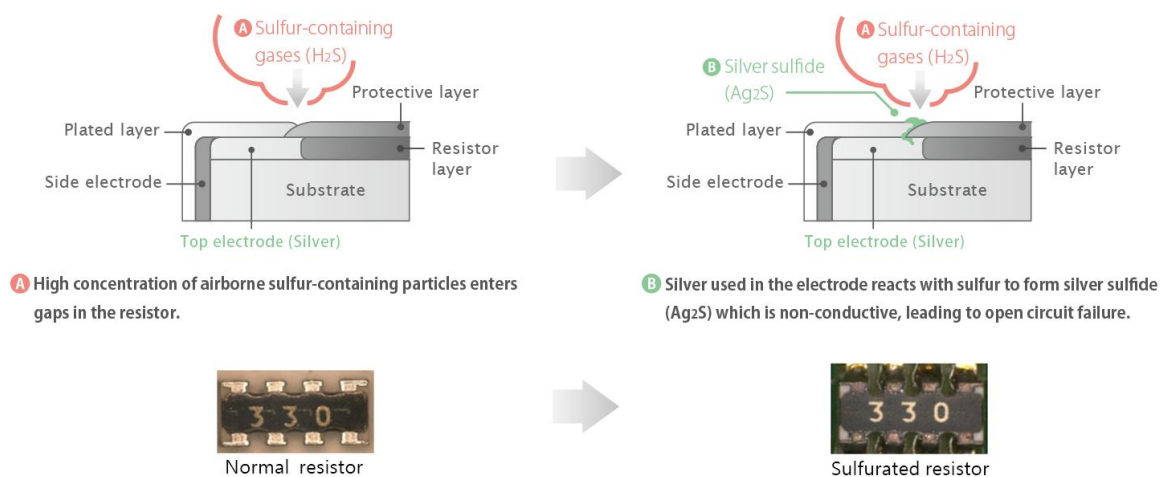 A Sulfur-containing
gases (H2S)
Protective layer
Plated layer
Resistor
layer
Side electrode
Substrate
Top electrode (Silver)
A Sulfur-containing
gases (H2S)
B Silver sulfide
(Ag2S)
Protective layer
Plated layer
Resistor
layer
Side electrode
Substrate
Top electrode (Silver)
A High concentration of airborne sulfur-containing particles enters
gaps in the resistor.
B Silver used in the electrode reacts with sulfur to form silver sulfide
(Ag2S) which is non-conductive, leading to open circuit failure.
330
Normal resistor
330
Sulfurated resistor